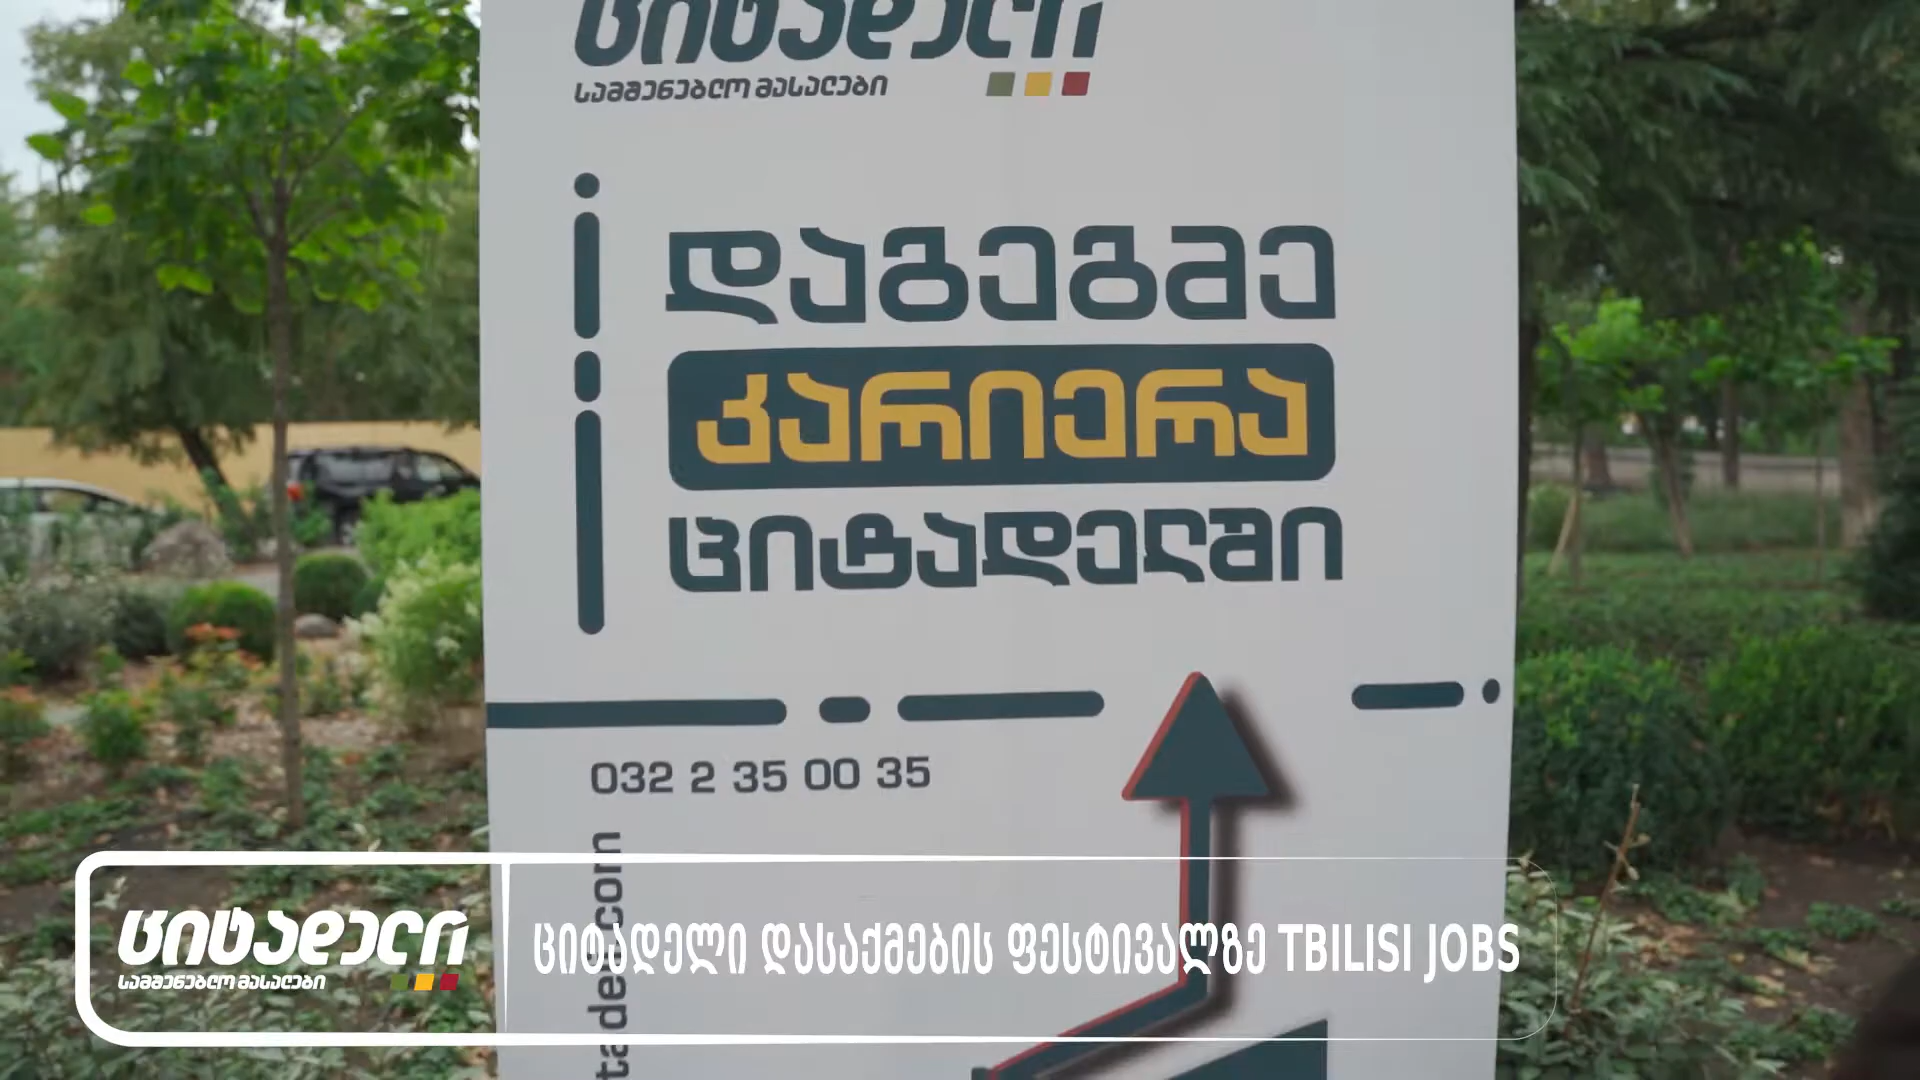 ციტადელი
სამშენებლო მასალები
დაგეგმე
კარიერა
ციტადელში
032 2 35 00 35
ციტადელი
სამშენებლო მასალები
ციტადელი დასაქმების ფესტივალზე TBILISI JOBS